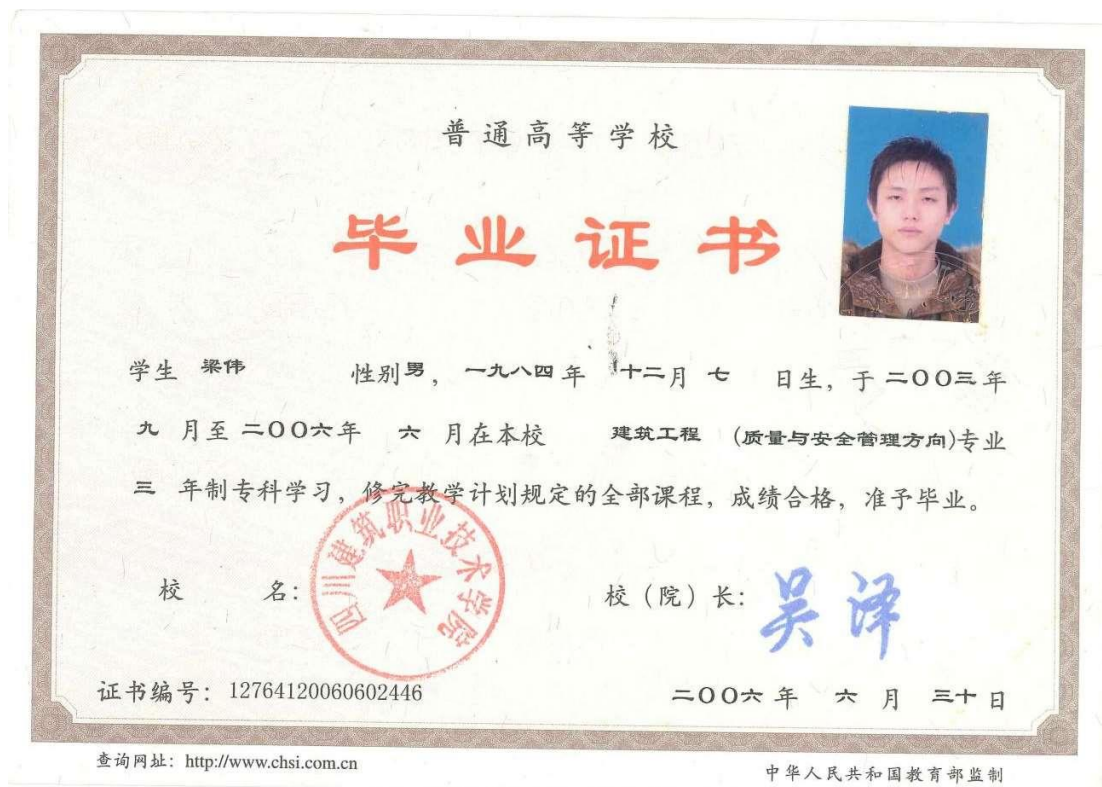 普通高等学校
毕业证书
学生 梁伟 性别男，一九八四年 十二月 七 日生，于 二〇〇三年
九 月至 二〇〇六年 六 月在本校 建筑工程 (质量与安全管理方向)专业
三 年制专科学习，修完教学计划规定的全部课程，成绩合格，准予毕业。
校 名：
四川建筑职业技术学院
校（院）长：吴泽
证书编号：12764120060602446
二〇〇六年 六 月 三十日
查询网址：http://www.chsi.com.cn
中华人民共和国教育部监制